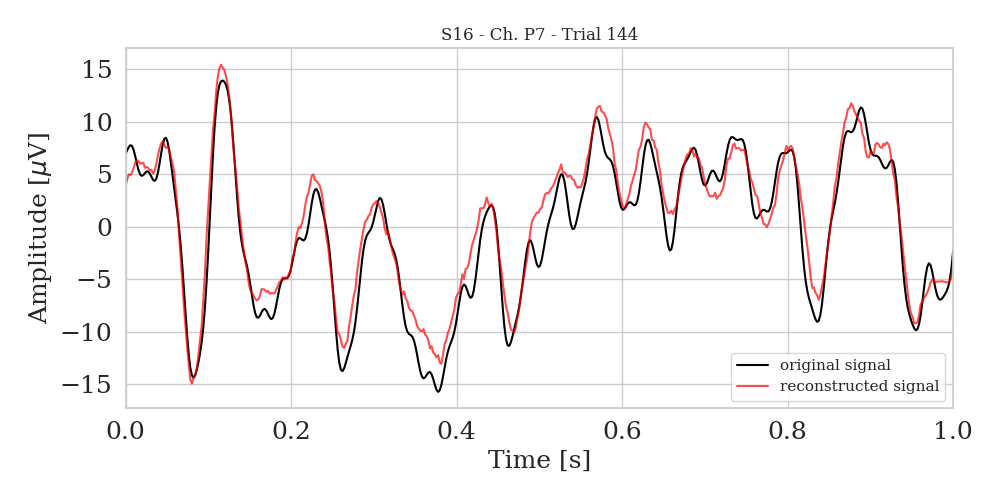 S16 - Ch. P7 - Trial 144
Amplitude [μV]
15
10
5
0
−5
−10
−15
0.0 0.2 0.4 0.6 0.8 1.0
Time [s]
original signal
reconstructed signal